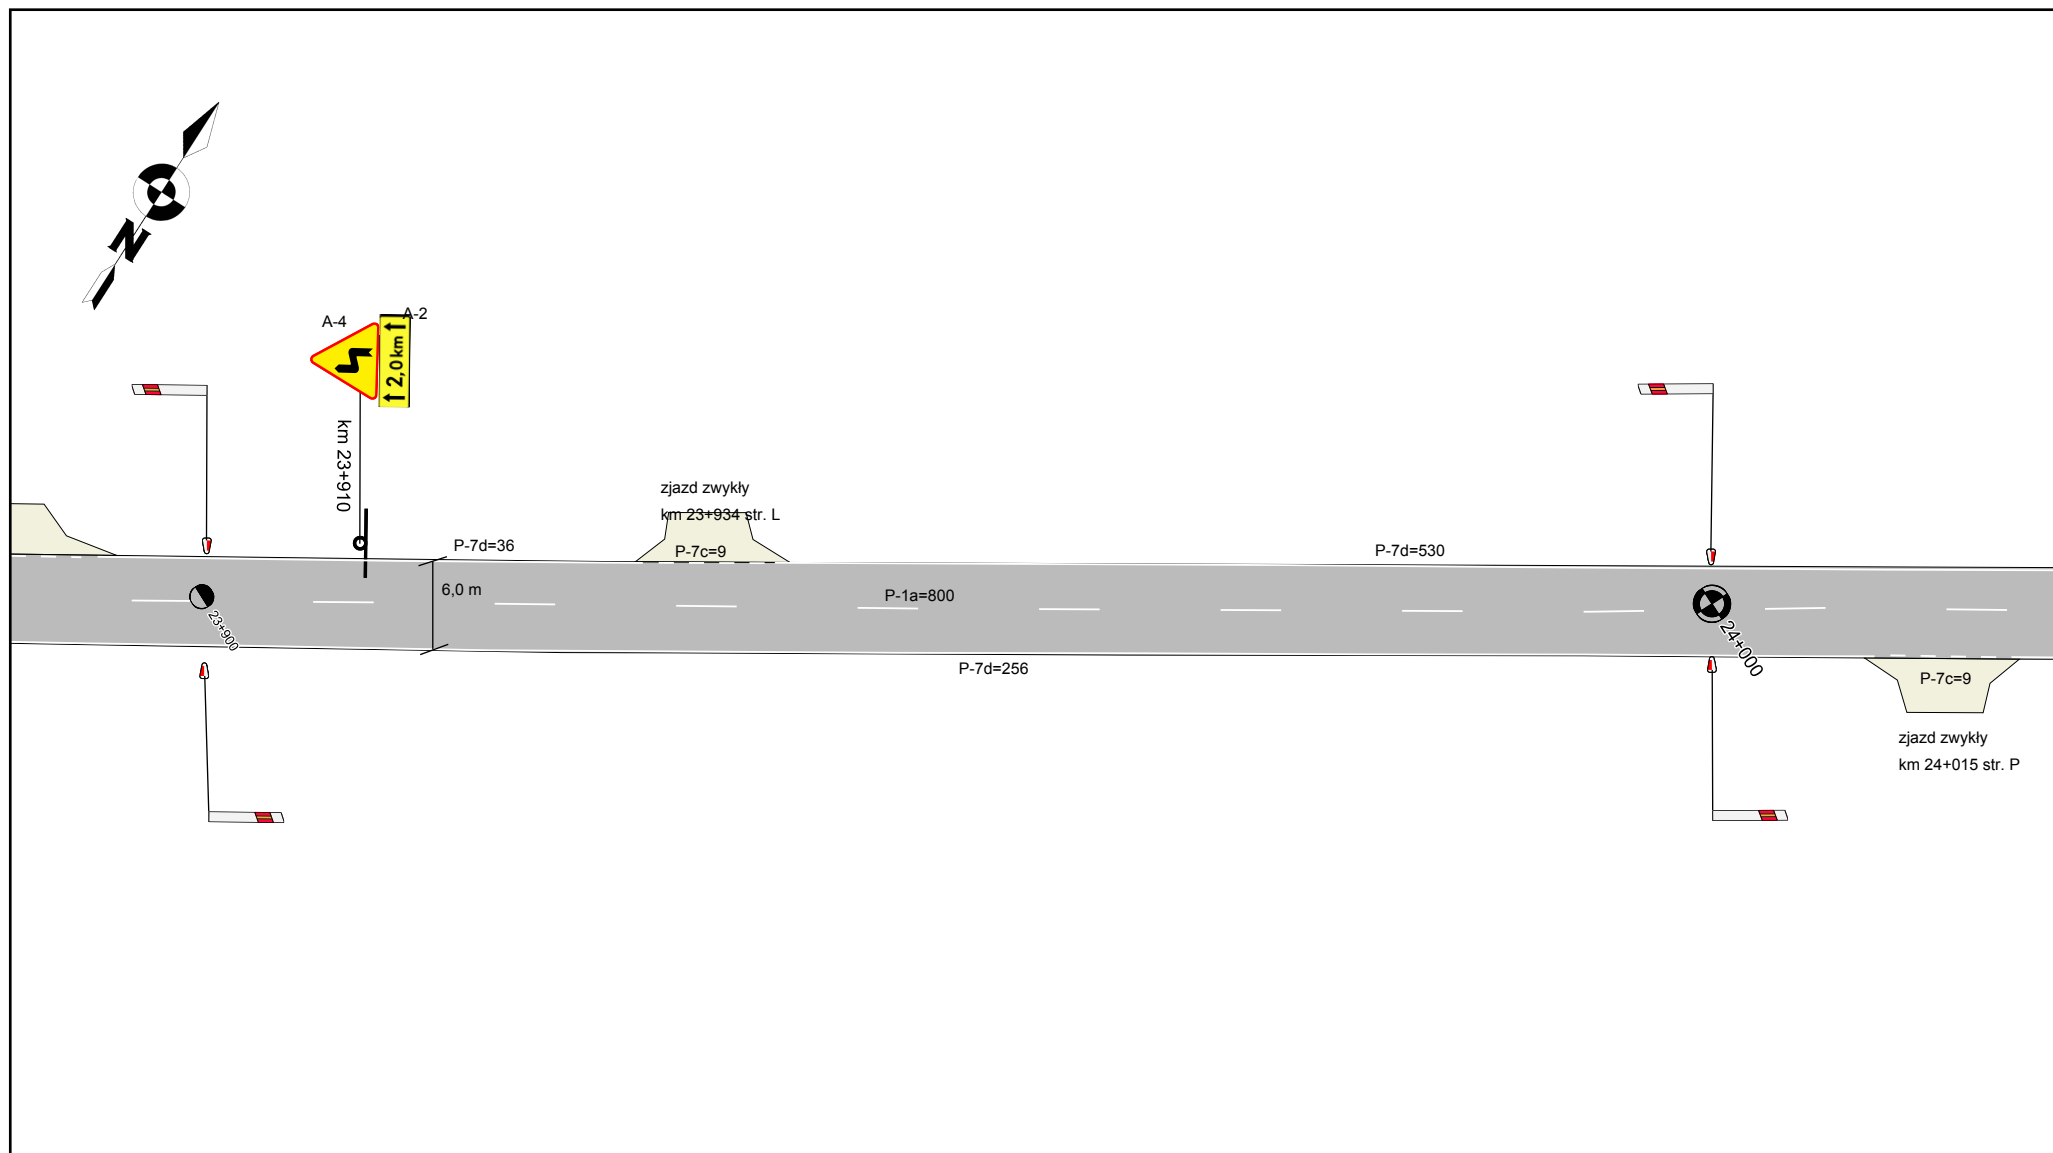 N
A-4
A-2
2,0 km
km 23+910
zjazd zwykły
km 23+934 str. L
P-7d=36
P-7c=9
P-7d=530
6,0 m
P-1a=800
23+900
24+000
P-7d=256
P-7c=9
zjazd zwykły
km 24+015 str. P